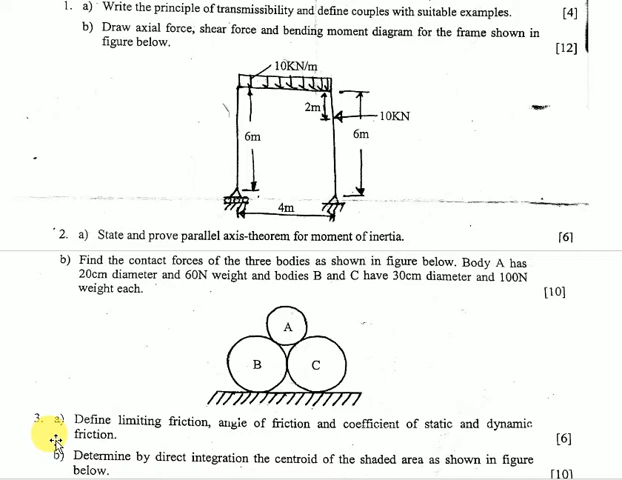 1. a) Write the principle of transmissibility and define couples with suitable examples. [4]
b) Draw axial force, shear force and bending moment diagram for the frame shown in
figure below. [12]
10KN/m
2m
10KN
6m
6m
4m
2. a) State and prove parallel axis-theorem for moment of inertia. [6]
b) Find the contact forces of the three bodies as shown in figure below. Body A has
20cm diameter and 60N weight and bodies B and C have 30cm diameter and 100N
weight each. [10]
A
B C
3. a) Define limiting friction, angle of friction and coefficient of static and dynamic
friction. [6]
b) Determine by direct integration the centroid of the shaded area as shown in figure
below. [10]